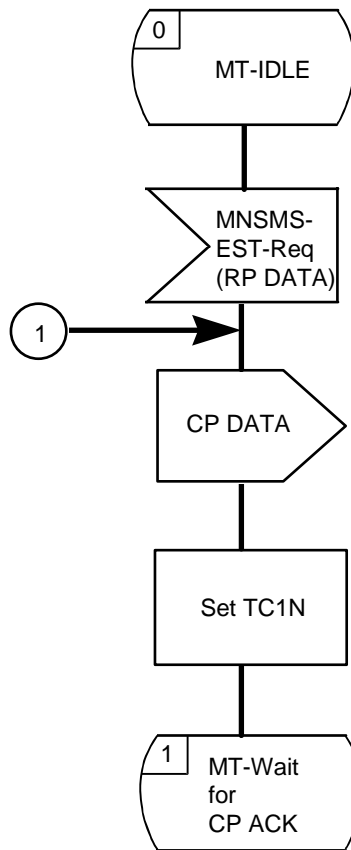 0
MT-IDLE
MNSMS-
EST-Req
(RP DATA)
1
CP DATA
Set TC1N
1
MT-Wait
for
CP ACK